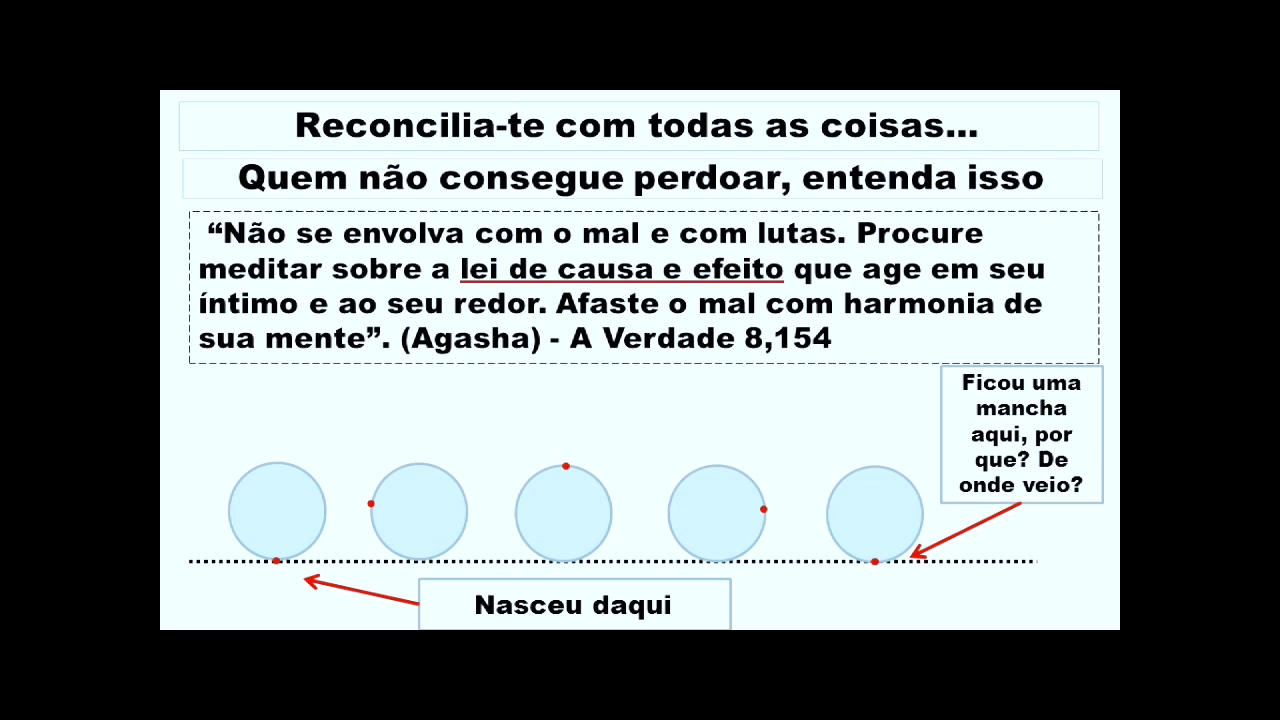 Reconcilia-te com todas as coisas...
Quem não consegue perdoar, entenda isso
“Não se envolva com o mal e com lutas. Procure
meditar sobre a lei de causa e efeito que age em seu
íntimo e ao seu redor. Afaste o mal com harmonia de
sua mente”. (Agasha) - A Verdade 8,154
Ficou uma
mancha
aqui, por
que? De
onde veio?
Nasceu daqui